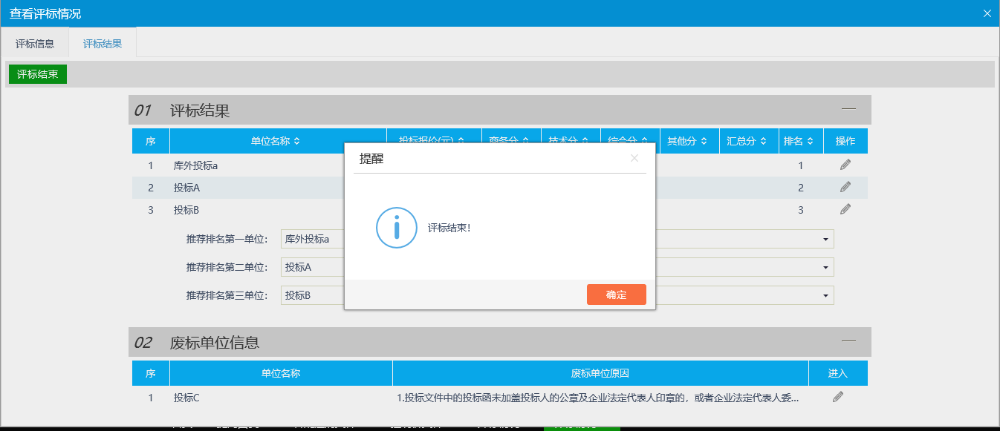 查看评标情况
评标信息 评标结果
评标结束
01 评标结果
序 单位名称 投标报价(元) 商务分 技术分 综合分 其他分 汇总分 排名 操作
1 库外投标a 1
2 投标A 2
3 投标B 3
提醒
评标结束!
确定
推荐排名第一单位: 库外投标a
推荐排名第二单位: 投标A
推荐排名第三单位: 投标B
02 废标单位信息
序 单位名称 废标单位原因 进入
1 投标C 1.投标文件中的投标函未加盖投标人的公章及企业法定代表人印章的，或者企业法定代表人委...